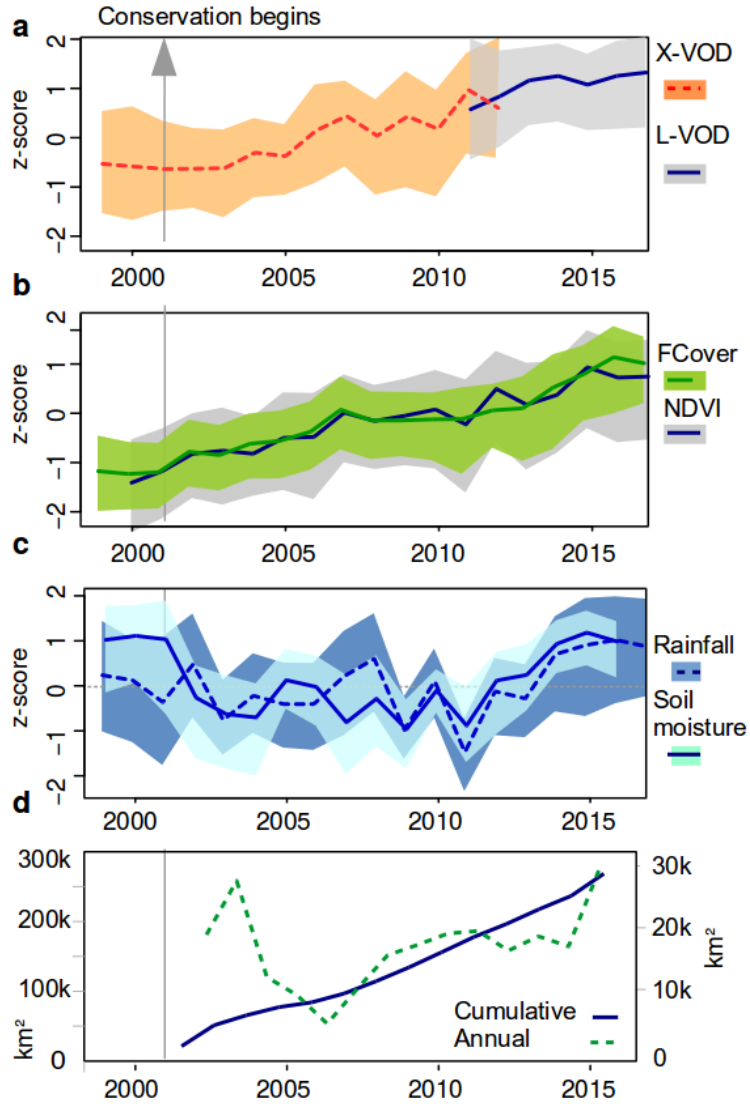 Conservation begins
a
2
1
0
−1
−2
z-score
X-VOD
L-VOD
2000
2005
2010
2015
b
2
1
0
−1
−2
z-score
FCover
NDVI
2000
2005
2010
2015
c
2
1
0
−1
−2
z-score
Rainfall
Soil
moisture
2000
2005
2010
2015
d
300k
200k
100k
0
km²
30k
20k
10k
0
km²
Cumulative
Annual
2000
2005
2010
2015